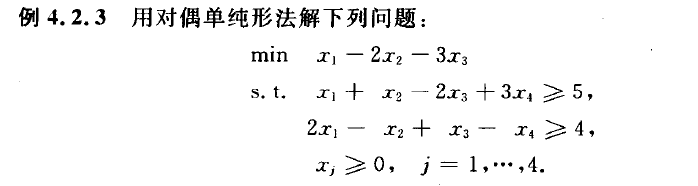 例 4.2.3 用对偶单纯形法解下列问题：
min x₁ − 2x₂ − 3x₃
s. t. x₁ + x₂ − 2x₃ + 3x₄ ⩾ 5,
2x₁ − x₂ + x₃ − x₄ ⩾ 4,
xⱼ ⩾ 0, j = 1,⋯,4.